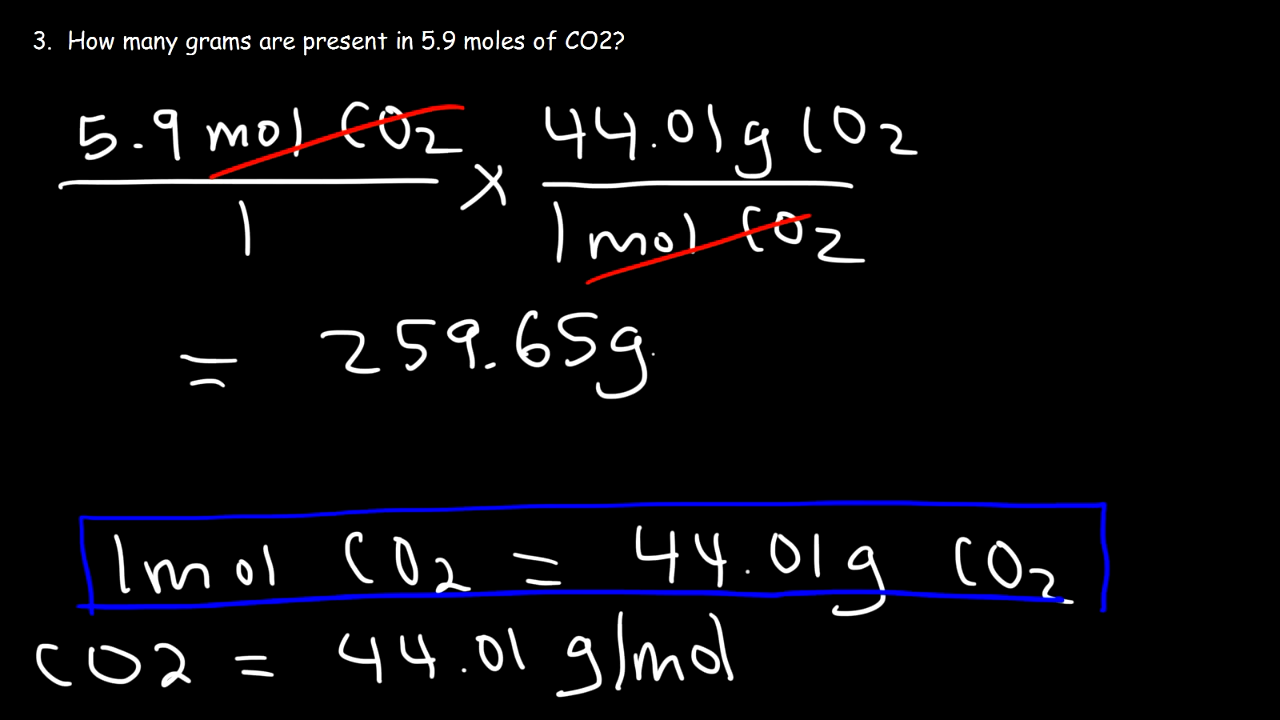 3. How many grams are present in 5.9 moles of CO2?
5.9 mol CO2 × 44.01g CO2
1 1 mol CO2
= 259.65g
1mol CO2 = 44.01g CO2
CO2 = 44.01 g/mol